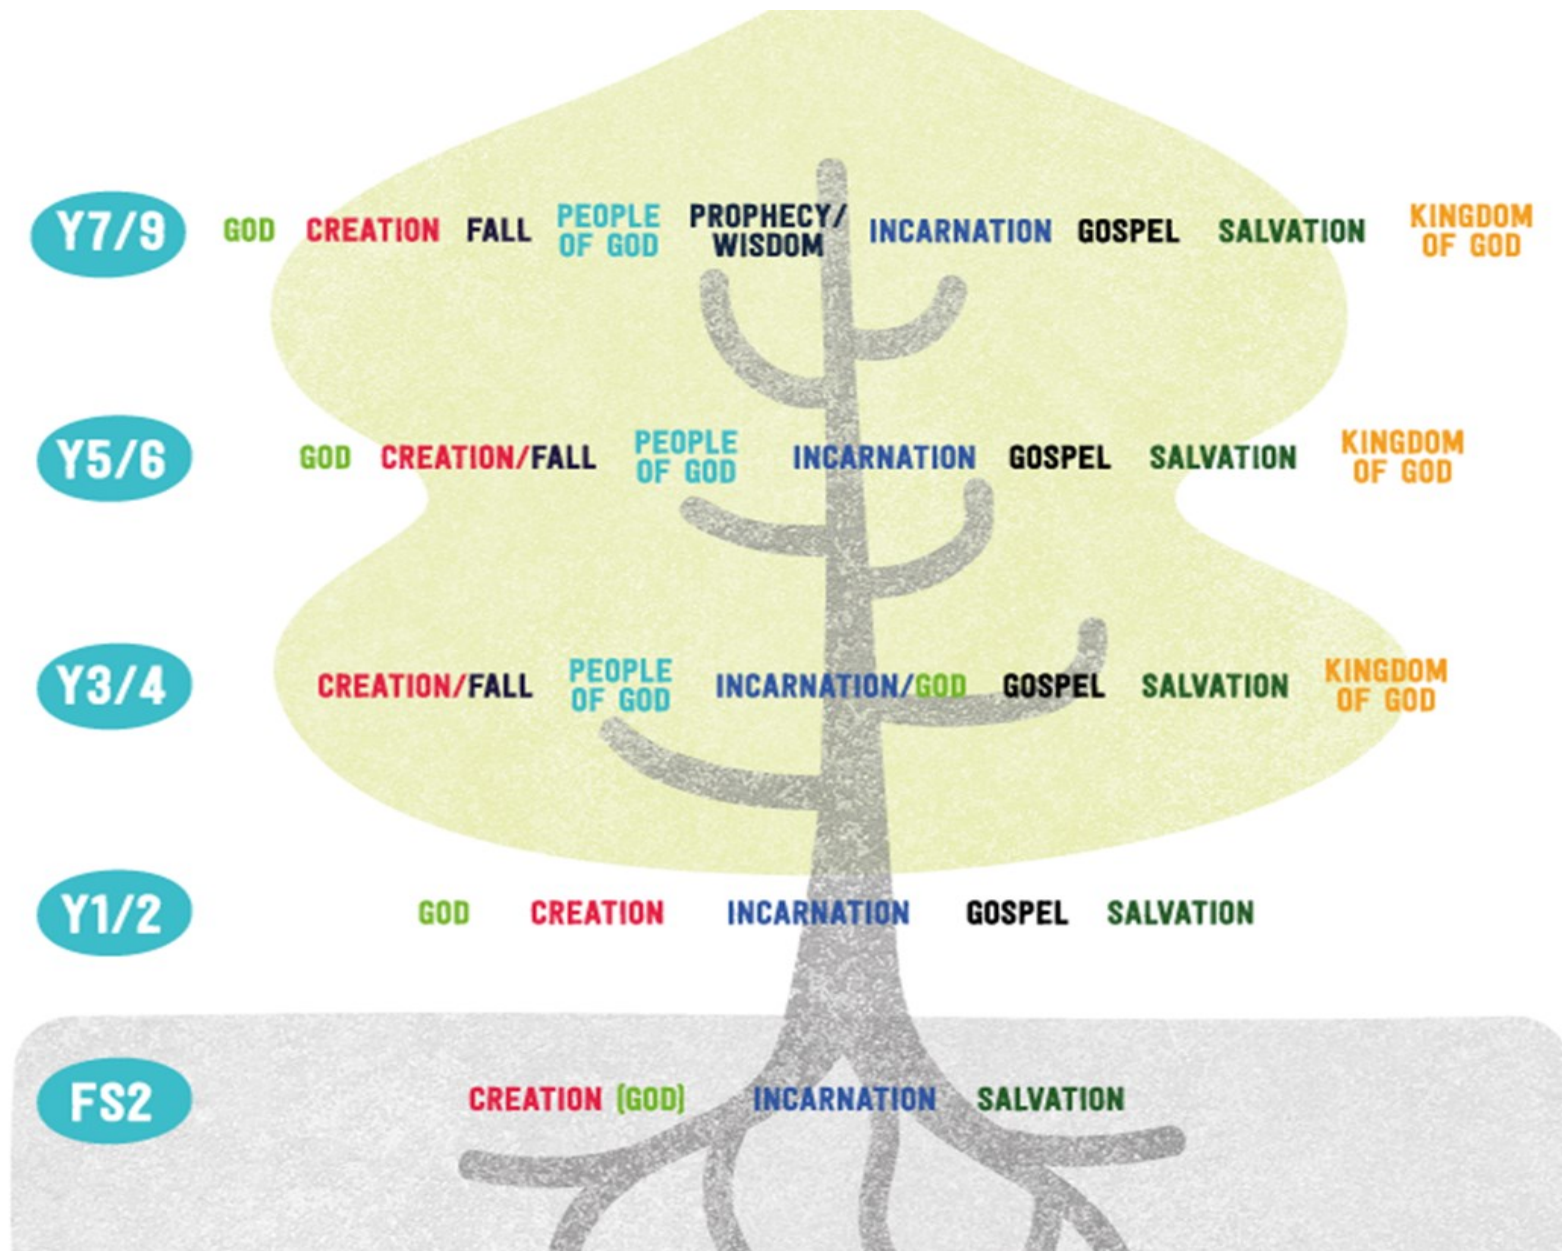 Y7/9 GOD CREATION FALL PEOPLE OF GOD PROPHECY/ WISDOM INCARNATION GOSPEL SALVATION KINGDOM OF GOD
Y5/6 GOD CREATION/FALL PEOPLE OF GOD INCARNATION GOSPEL SALVATION KINGDOM OF GOD
Y3/4 CREATION/FALL PEOPLE OF GOD INCARNATION/GOD GOSPEL SALVATION KINGDOM OF GOD
Y1/2 GOD CREATION INCARNATION GOSPEL SALVATION
FS2 CREATION (GOD) INCARNATION SALVATION